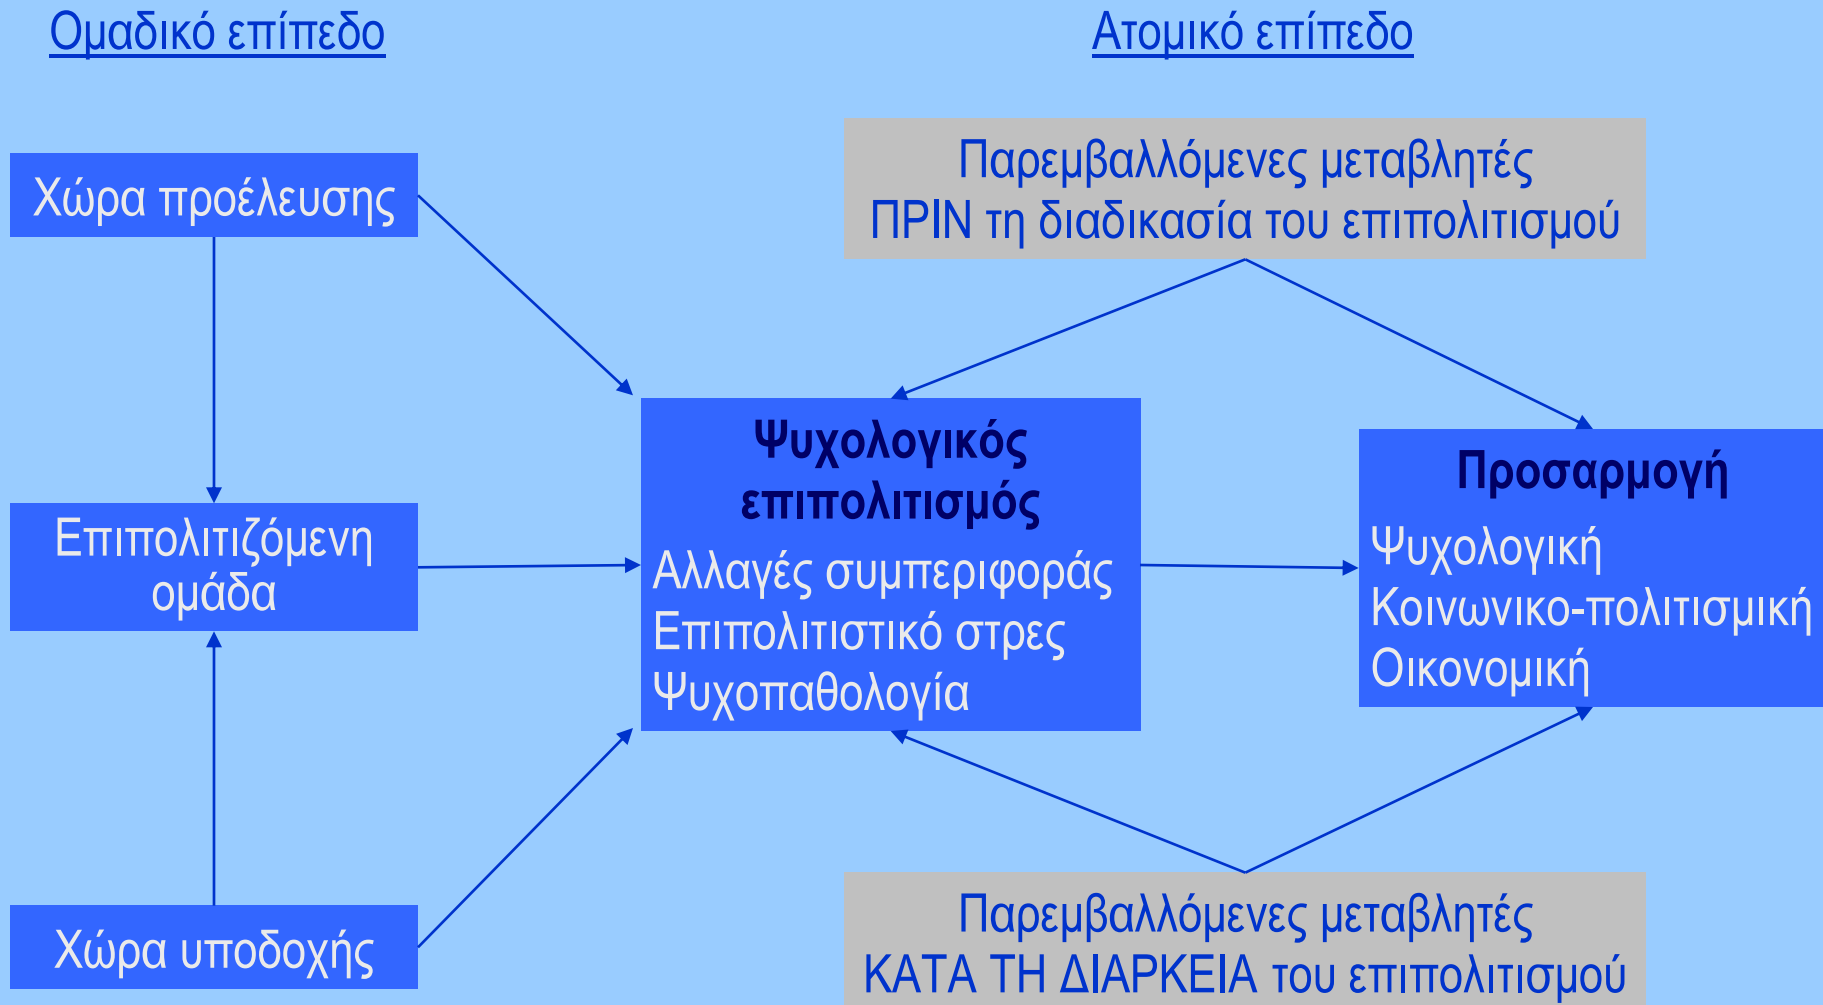 Ομαδικό επίπεδο
Ατομικό επίπεδο
Χώρα προέλευσης
Παρεμβαλλόμενες μεταβλητές
ΠΡΙΝ τη διαδικασία του επιπολιτισμού
Επιπολιτιζόμενη
ομάδα
Ψυχολογικός
επιπολιτισμός
Αλλαγές συμπεριφοράς
Επιπολιτιστικό στρες
Ψυχοπαθολογία
Προσαρμογή
Ψυχολογική
Κοινωνικο-πολιτισμική
Οικονομική
Χώρα υποδοχής
Παρεμβαλλόμενες μεταβλητές
ΚΑΤΑ ΤΗ ΔΙΑΡΚΕΙΑ του επιπολιτισμού